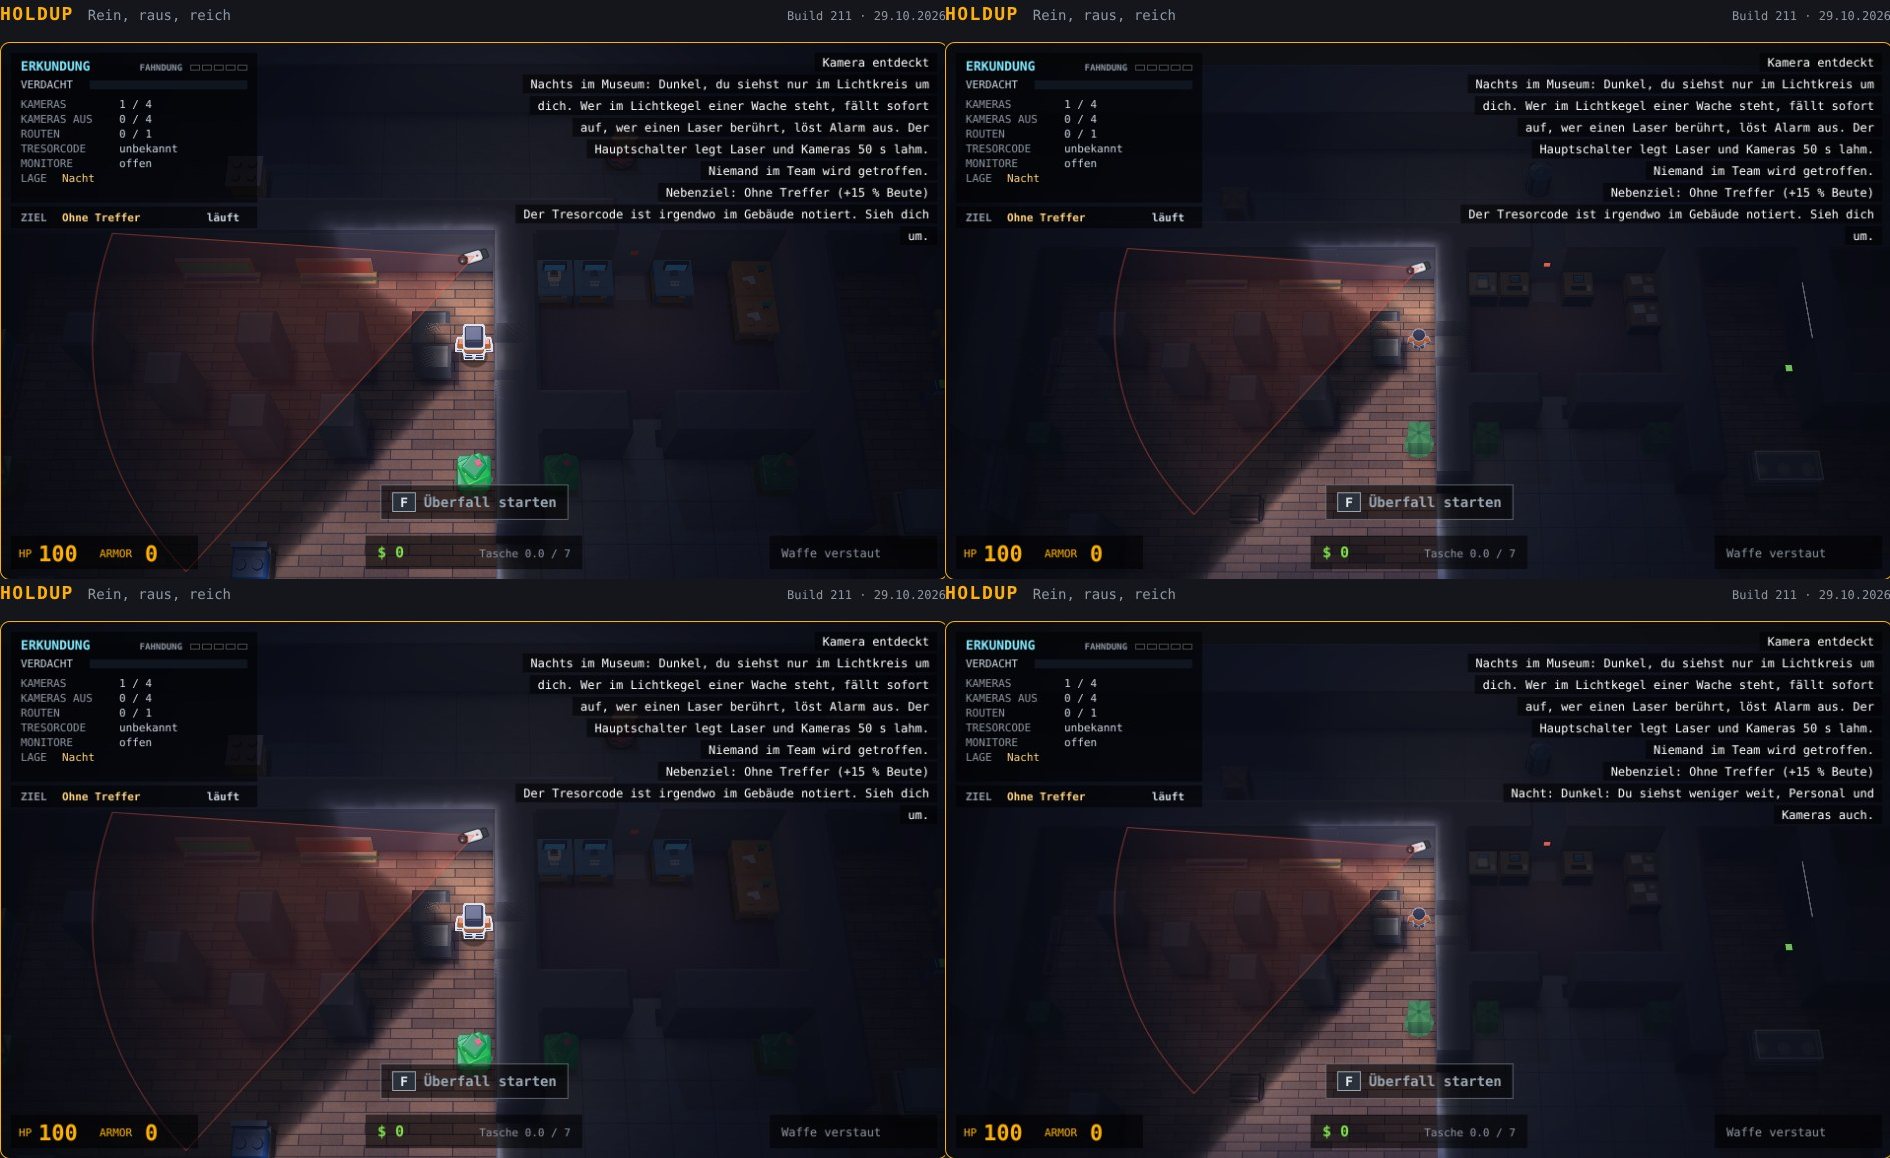 HOLDUP Rein, raus, reich
Build 211 · 29.10.2026
ERKUNDUNG FAHNDUNG
VERDACHT
KAMERAS 1 / 4
KAMERAS AUS 0 / 4
ROUTEN 0 / 1
TRESORCODE unbekannt
MONITORE offen
LAGE Nacht
ZIEL Ohne Treffer läuft
Kamera entdeckt
Nachts im Museum: Dunkel, du siehst nur im Lichtkreis um
dich. Wer im Lichtkegel einer Wache steht, fällt sofort
auf, wer einen Laser berührt, löst Alarm aus. Der
Hauptschalter legt Laser und Kameras 50 s lahm.
Niemand im Team wird getroffen.
Nebenziel: Ohne Treffer (+15 % Beute)
Der Tresorcode ist irgendwo im Gebäude notiert. Sieh dich
um.
F Überfall starten
HP 100 ARMOR 0
$ 0 Tasche 0.0 / 7
Waffe verstaut
HOLDUP Rein, raus, reich
Build 211 · 29.10.2026
ERKUNDUNG FAHNDUNG
VERDACHT
KAMERAS 1 / 4
KAMERAS AUS 0 / 4
ROUTEN 0 / 1
TRESORCODE unbekannt
MONITORE offen
LAGE Nacht
ZIEL Ohne Treffer läuft
Kamera entdeckt
Nachts im Museum: Dunkel, du siehst nur im Lichtkreis um
dich. Wer im Lichtkegel einer Wache steht, fällt sofort
auf, wer einen Laser berührt, löst Alarm aus. Der
Hauptschalter legt Laser und Kameras 50 s lahm.
Niemand im Team wird getroffen.
Nebenziel: Ohne Treffer (+15 % Beute)
Der Tresorcode ist irgendwo im Gebäude notiert. Sieh dich
um.
F Überfall starten
HP 100 ARMOR 0
$ 0 Tasche 0.0 / 7
Waffe verstaut
HOLDUP Rein, raus, reich
Build 211 · 29.10.2026
ERKUNDUNG FAHNDUNG
VERDACHT
KAMERAS 1 / 4
KAMERAS AUS 0 / 4
ROUTEN 0 / 1
TRESORCODE unbekannt
MONITORE offen
LAGE Nacht
ZIEL Ohne Treffer läuft
Kamera entdeckt
Nachts im Museum: Dunkel, du siehst nur im Lichtkreis um
dich. Wer im Lichtkegel einer Wache steht, fällt sofort
auf, wer einen Laser berührt, löst Alarm aus. Der
Hauptschalter legt Laser und Kameras 50 s lahm.
Niemand im Team wird getroffen.
Nebenziel: Ohne Treffer (+15 % Beute)
Der Tresorcode ist irgendwo im Gebäude notiert. Sieh dich
um.
F Überfall starten
HP 100 ARMOR 0
$ 0 Tasche 0.0 / 7
Waffe verstaut
HOLDUP Rein, raus, reich
Build 211 · 29.10.2026
ERKUNDUNG FAHNDUNG
VERDACHT
KAMERAS 1 / 4
KAMERAS AUS 0 / 4
ROUTEN 0 / 1
TRESORCODE unbekannt
MONITORE offen
LAGE Nacht
ZIEL Ohne Treffer läuft
Kamera entdeckt
Nachts im Museum: Dunkel, du siehst nur im Lichtkreis um
dich. Wer im Lichtkegel einer Wache steht, fällt sofort
auf, wer einen Laser berührt, löst Alarm aus. Der
Hauptschalter legt Laser und Kameras 50 s lahm.
Niemand im Team wird getroffen.
Nebenziel: Ohne Treffer (+15 % Beute)
Nacht: Dunkel: Du siehst weniger weit, Personal und
Kameras auch.
F Überfall starten
HP 100 ARMOR 0
$ 0 Tasche 0.0 / 7
Waffe verstaut